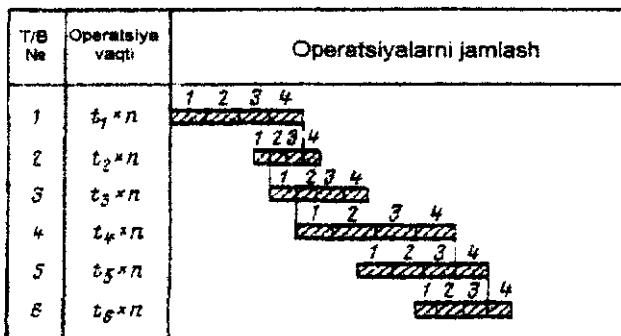 T/B Operatsiya Operatsiyalarni jamlash
№ vaqti
1 2 3 4
1 t₁×n
1 2 3 4
2 t₂×n
1 2 3 4
3 t₃×n
1 2 3 4
4 t₄×n
1 2 3 4
5 t₅×n
1 2 3 4
6 t₆×n